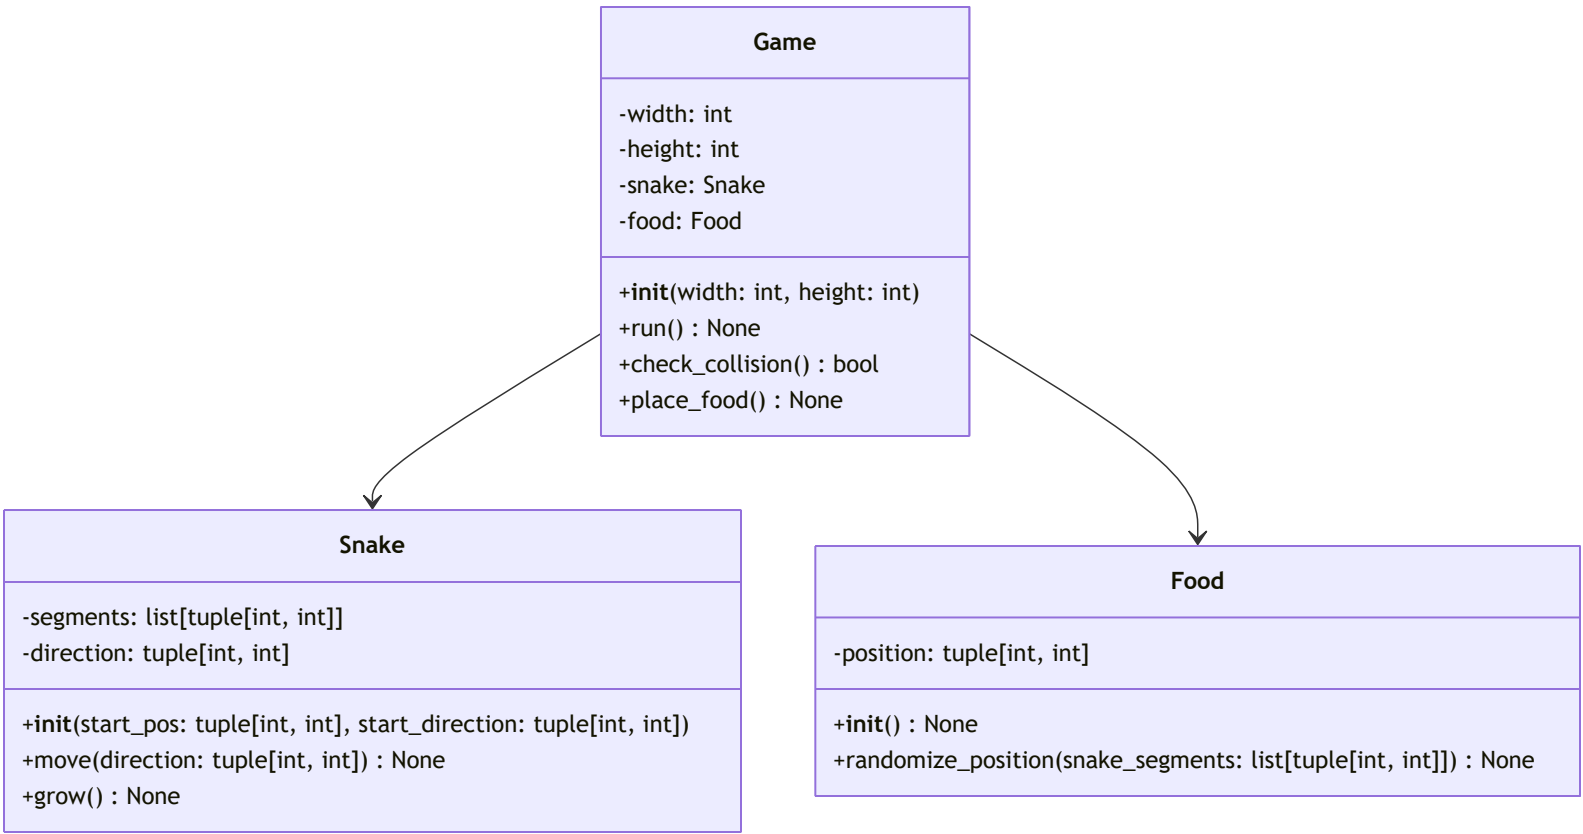 Game
-width: int
-height: int
-snake: Snake
-food: Food
+init(width: int, height: int)
+run() : None
+check_collision() : bool
+place_food() : None
Snake
-segments: list[tuple[int, int]]
-direction: tuple[int, int]
+init(start_pos: tuple[int, int], start_direction: tuple[int, int])
+move(direction: tuple[int, int]) : None
+grow() : None
Food
-position: tuple[int, int]
+init() : None
+randomize_position(snake_segments: list[tuple[int, int]]) : None